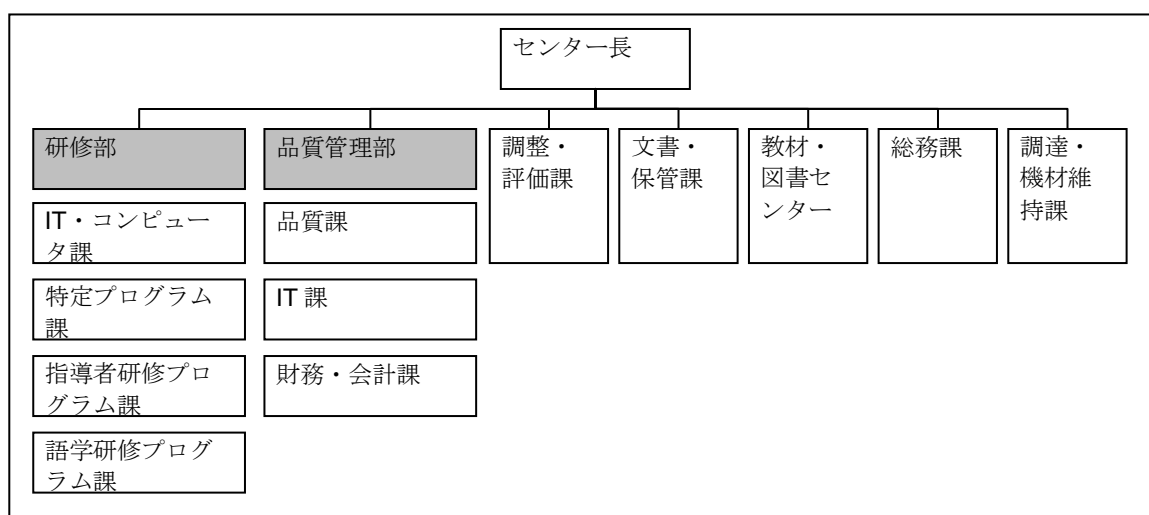 センター長
研修部
品質管理部
調整・
評価課
文書・
保管課
教材・
図書セ
ンター
総務課
調達・
機材維
持課
IT・コンピュー
タ課
品質課
特定プログラム
課
IT 課
指導者研修プロ
グラム課
財務・会計課
語学研修プログ
ラム課